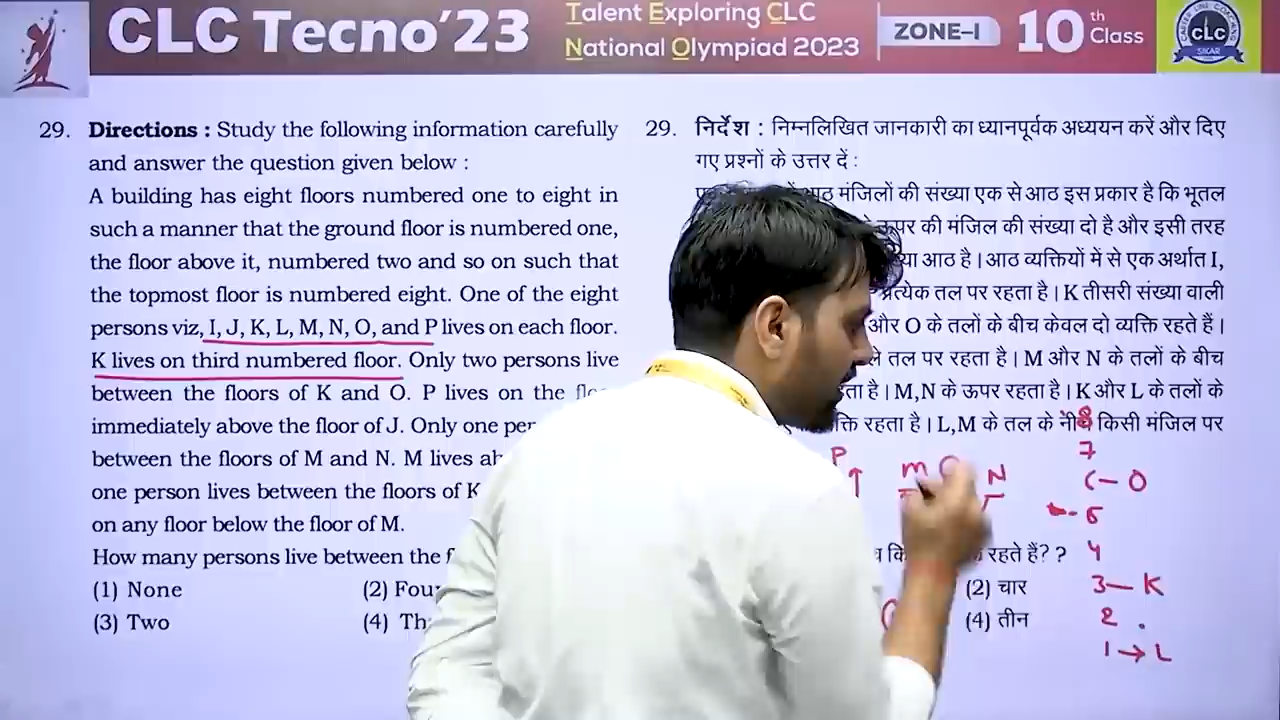 CLC Tecno'23
Talent Exploring CLC
National Olympiad 2023
ZONE–I
10th Class
CAREER LINE COACHING
CLC
SIKAR
29. Directions : Study the following information carefully
and answer the question given below :
A building has eight floors numbered one to eight in
such a manner that the ground floor is numbered one,
the floor above it, numbered two and so on such that
the topmost floor is numbered eight. One of the eight
persons viz, I, J, K, L, M, N, O, and P lives on each floor.
K lives on third numbered floor. Only two persons live
between the floors of K and O. P lives on the
immediately above the floor of J. Only one
between the floors of M and N. M lives
one person lives between the floors of K
on any floor below the floor of M.
How many persons live between the
(1) None
(2)
(3) Two
(4)
29. निर्देश : निम्नलिखित जानकारी का ध्यानपूर्वक अध्ययन करें और दिए
गए प्रश्नों के उत्तर दें :
मंजिलों की संख्या एक से आठ इस प्रकार है कि भूतल
ऊपर की मंजिल की संख्या दो है और इसी तरह
आठ है। आठ व्यक्तियों में से एक अर्थात I,
प्रत्येक तल पर रहता है। K तीसरी संख्या वाली
और O के तलों के बीच केवल दो व्यक्ति रहते हैं।
तल पर रहता है। M और N के तलों के बीच
है। M,N के ऊपर रहता है। K और L के तलों के
रहता है। L,M के तल के नीचे किसी मंजिल पर
रहते हैं? ?
(2) चार
(4) तीन
P
↑
M
N
8
7
6 – O
5
4
3 – K
2 .
1 → L